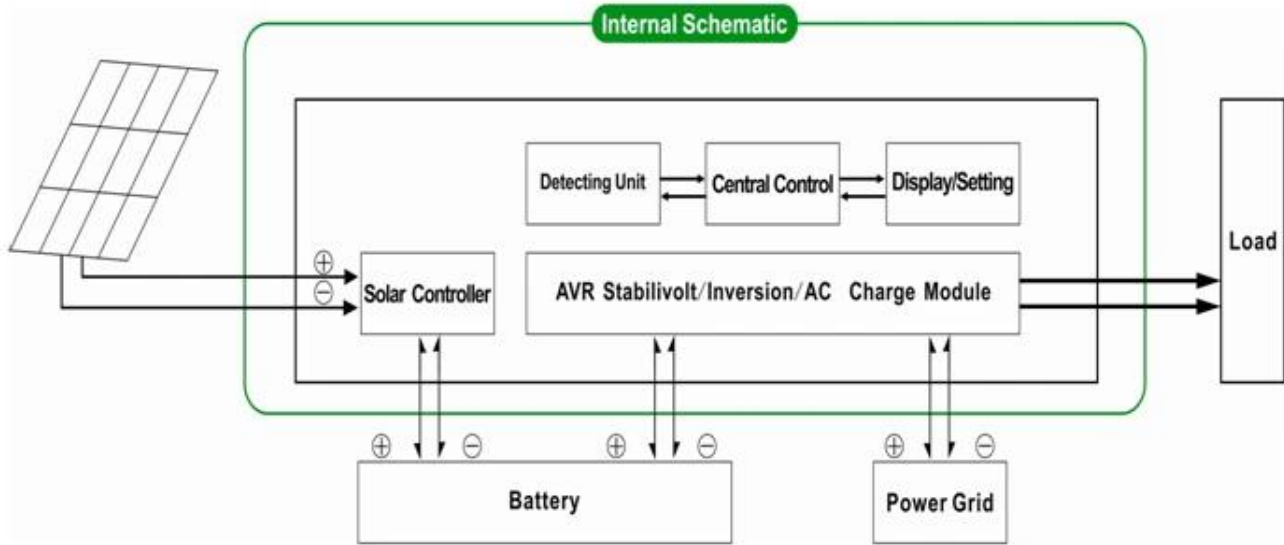 Internal Schematic
Detecting Unit
Central Control
Display/Setting
Load
⊕
⊖
Solar Controller
AVR Stabilivolt/Inversion/AC Charge Module
⊕
⊖
⊕
⊖
⊕
⊖
Battery
Power Grid